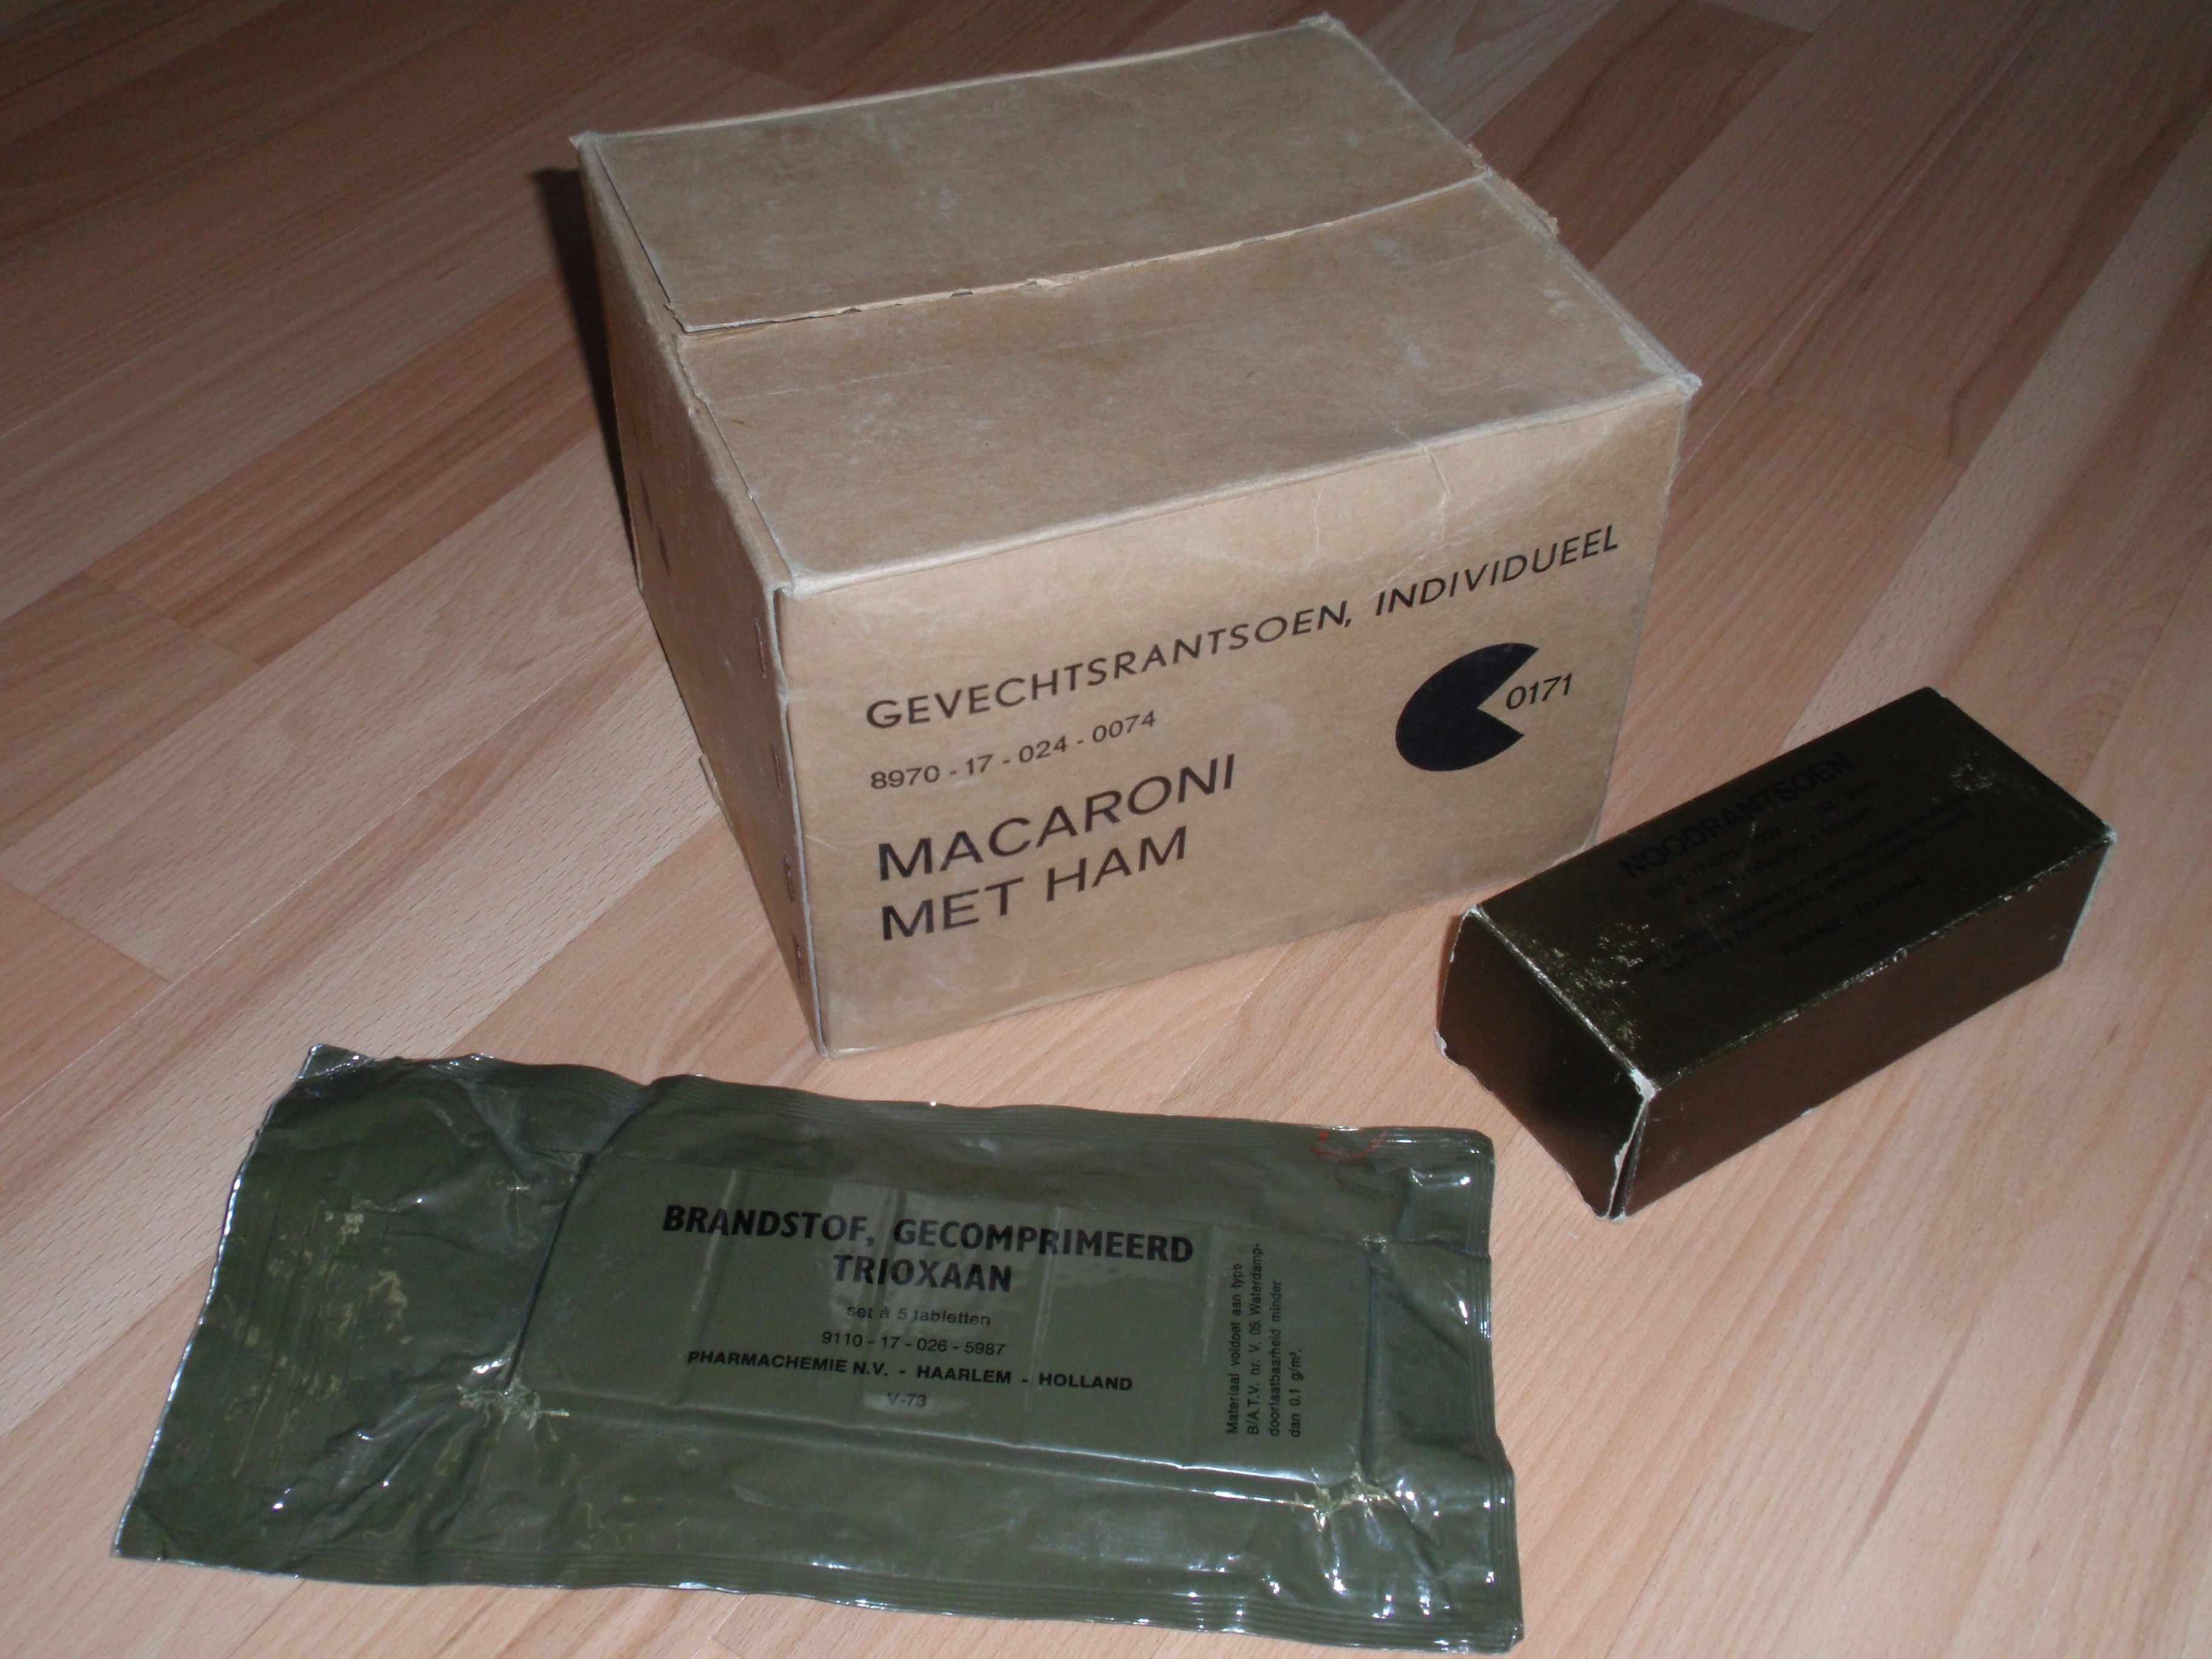 GEVECHTSRANTSOEN, INDIVIDUEEL
8970 - 17 - 024 - 0074
0171
MACARONI
MET HAM
NOODRANTSOEN
BRANDSTOF, GECOMPRIMEERD
TRIOXAAN
set à 5 tabletten
9110 - 17 - 026 - 5987
PHARMACHEMIE N.V. - HAARLEM - HOLLAND
V-73
Materiaal voldoet aan type
B/A.T.V. nr. V. 05. Waterdamp-
doorlaatbaarheid minder
dan 0.1 g/m².